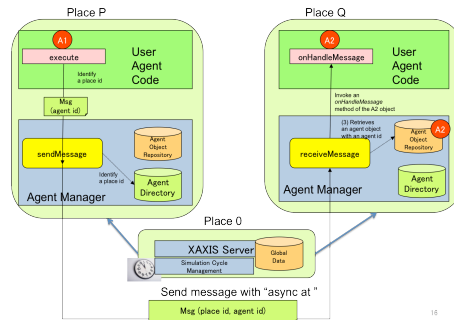 Place P
Place Q
A1
execute
User
Agent
Code
Identify
a place id
Msg
(agent id)
sendMessage
Agent
Object
Repository
Identify
a place id
Agent
Directory
Agent Manager
A2
onHandleMessage
User
Agent
Code
Invoke an
onHandleMessage
method of the A2 object
(3) Retrieves
an agent object
with an agent id
A2
receiveMessage
Agent
Object
Repository
Agent
Directory
Agent Manager
Place 0
XAXIS Server
Simulation Cycle
Management
Global
Data
Send message with “async at ”
Msg (place id, agent id)
16